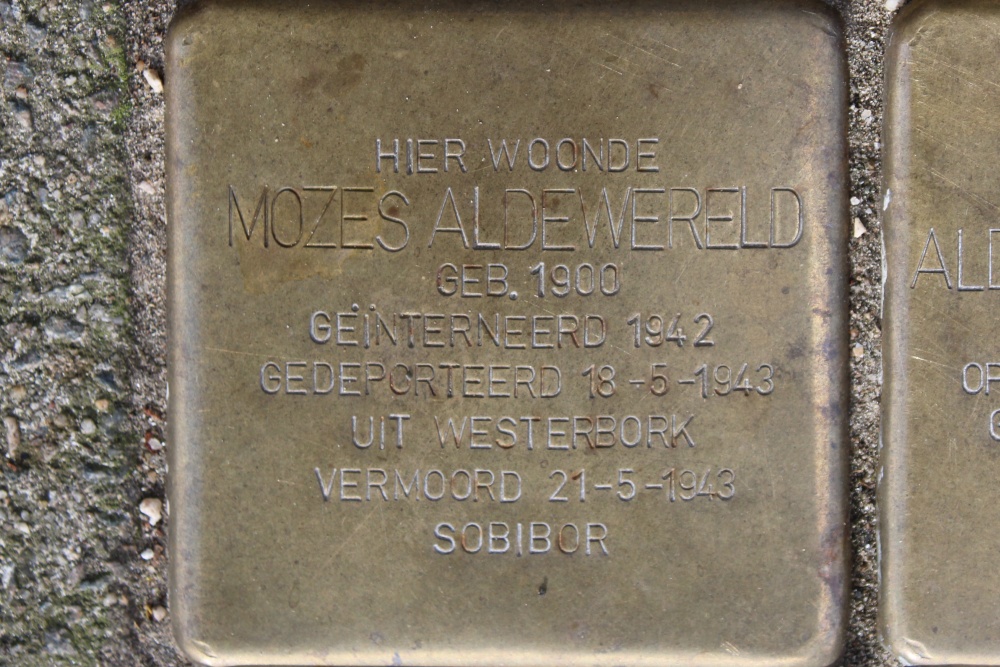 HIER WOONDE
MOZES ALDEWERELD
GEB. 1900
GEÏNTERNEERD 1942
GEDEPORTEERD 18-5-1943
UIT WESTERBORK
VERMOORD 21-5-1943
SOBIBOR